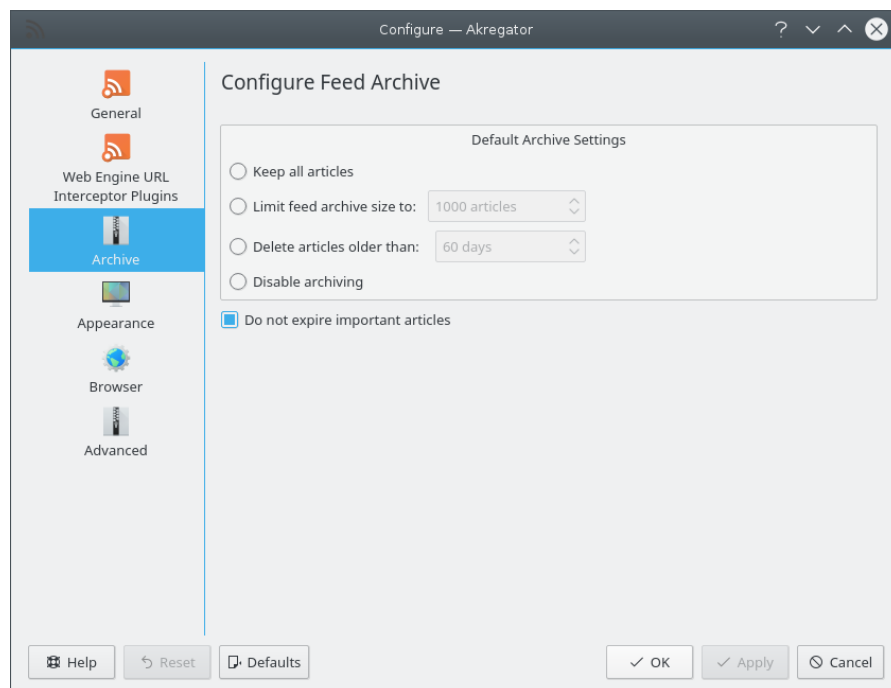 Configure — Akregator
General
Web Engine URL
Interceptor Plugins
Archive
Appearance
Browser
Advanced
Configure Feed Archive
Default Archive Settings
Keep all articles
Limit feed archive size to: 1000 articles
Delete articles older than: 60 days
Disable archiving
Do not expire important articles
Help Reset Defaults OK Apply Cancel